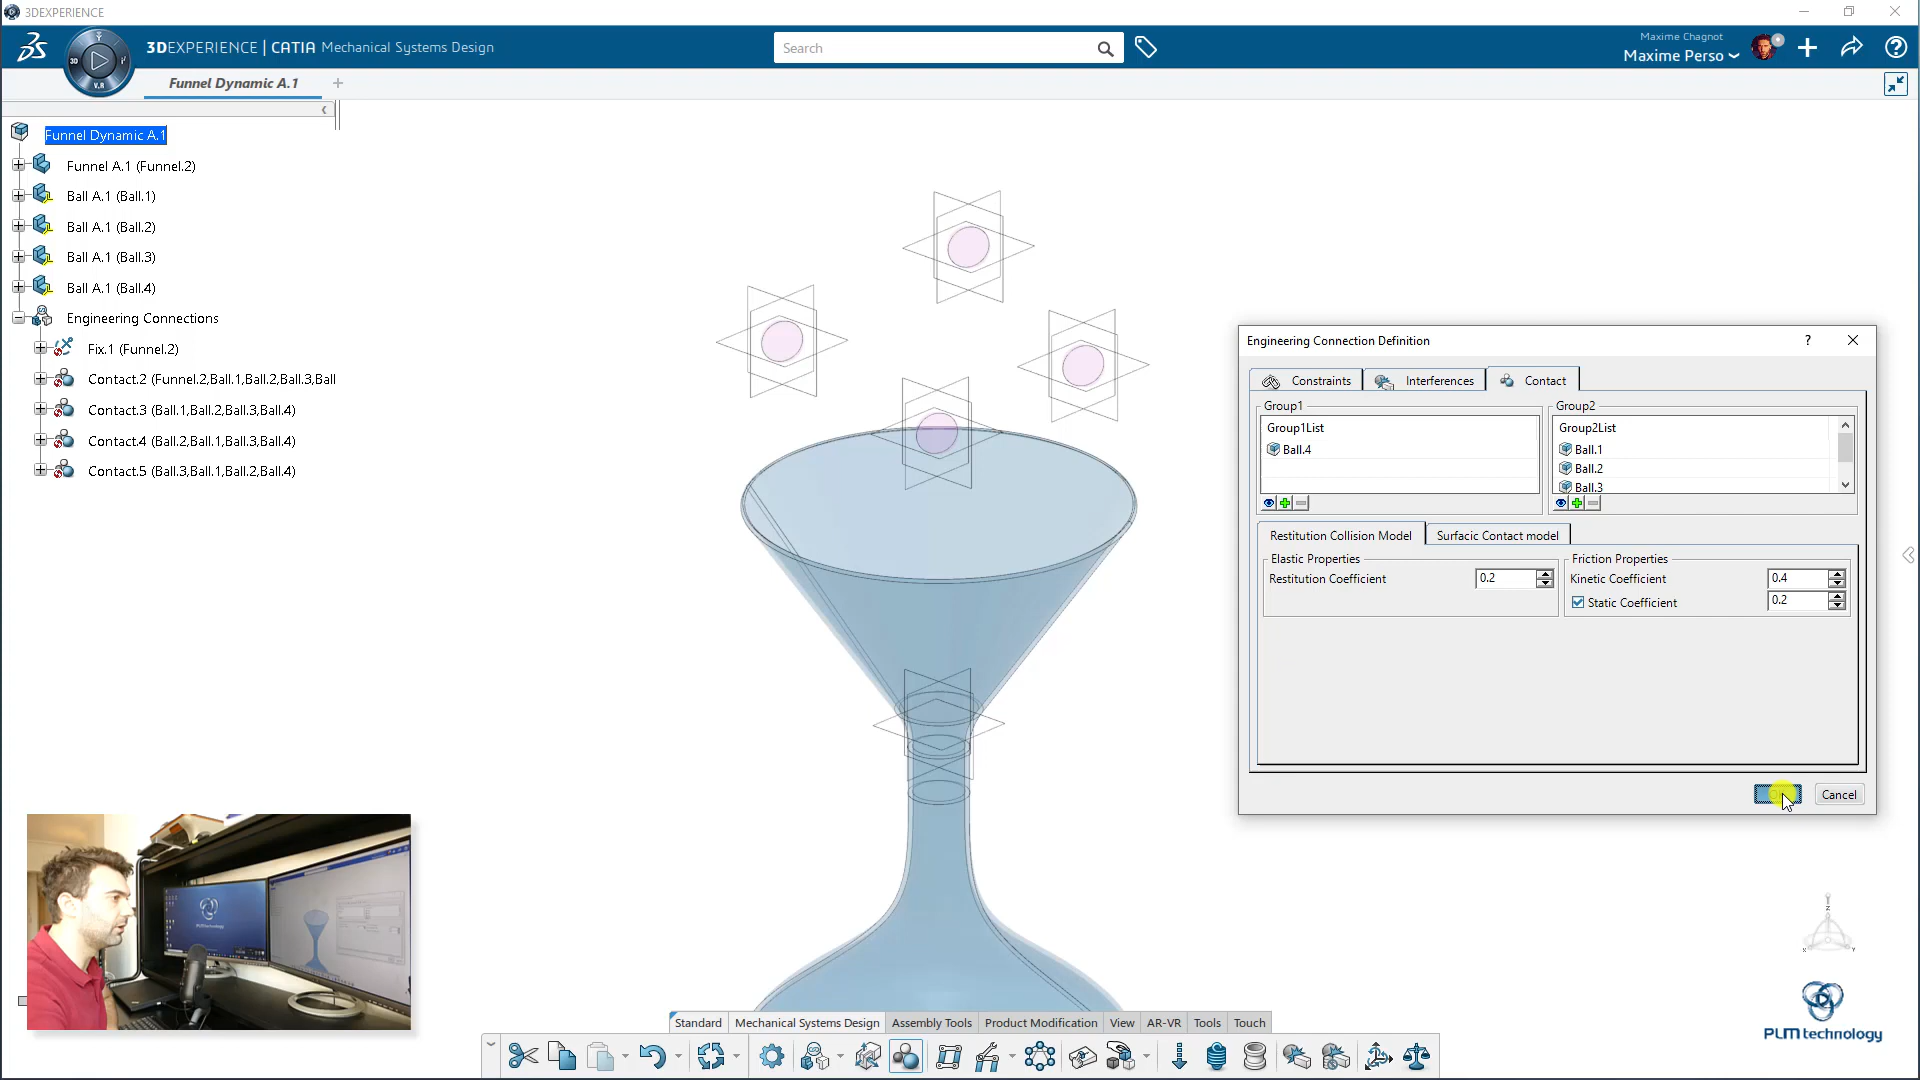 3DEXPERIENCE
3DEXPERIENCE | CATIA Mechanical Systems Design
Search
Maxime Chagnot
Maxime Perso
3D
V.R
Funnel Dynamic A.1
Funnel Dynamic A.1
Funnel A.1 (Funnel.2)
Ball A.1 (Ball.1)
Ball A.1 (Ball.2)
Ball A.1 (Ball.3)
Ball A.1 (Ball.4)
Engineering Connections
Fix.1 (Funnel.2)
Contact.2 (Funnel.2,Ball.1,Ball.2,Ball.3,Ball
Contact.3 (Ball.1,Ball.2,Ball.3,Ball.4)
Contact.4 (Ball.2,Ball.1,Ball.3,Ball.4)
Contact.5 (Ball.3,Ball.1,Ball.2,Ball.4)
Engineering Connection Definition
Constraints
Interferences
Contact
Group1
Group1List
Ball.4
Group2
Group2List
Ball.1
Ball.2
Ball.3
Restitution Collision Model
Surfacic Contact model
Elastic Properties
Restitution Coefficient
0.2
Friction Properties
Kinetic Coefficient
0.4
Static Coefficient
0.2
Cancel
PLMtechnology
PLMtechnology
Standard
Mechanical Systems Design
Assembly Tools
Product Modification
View
AR-VR
Tools
Touch